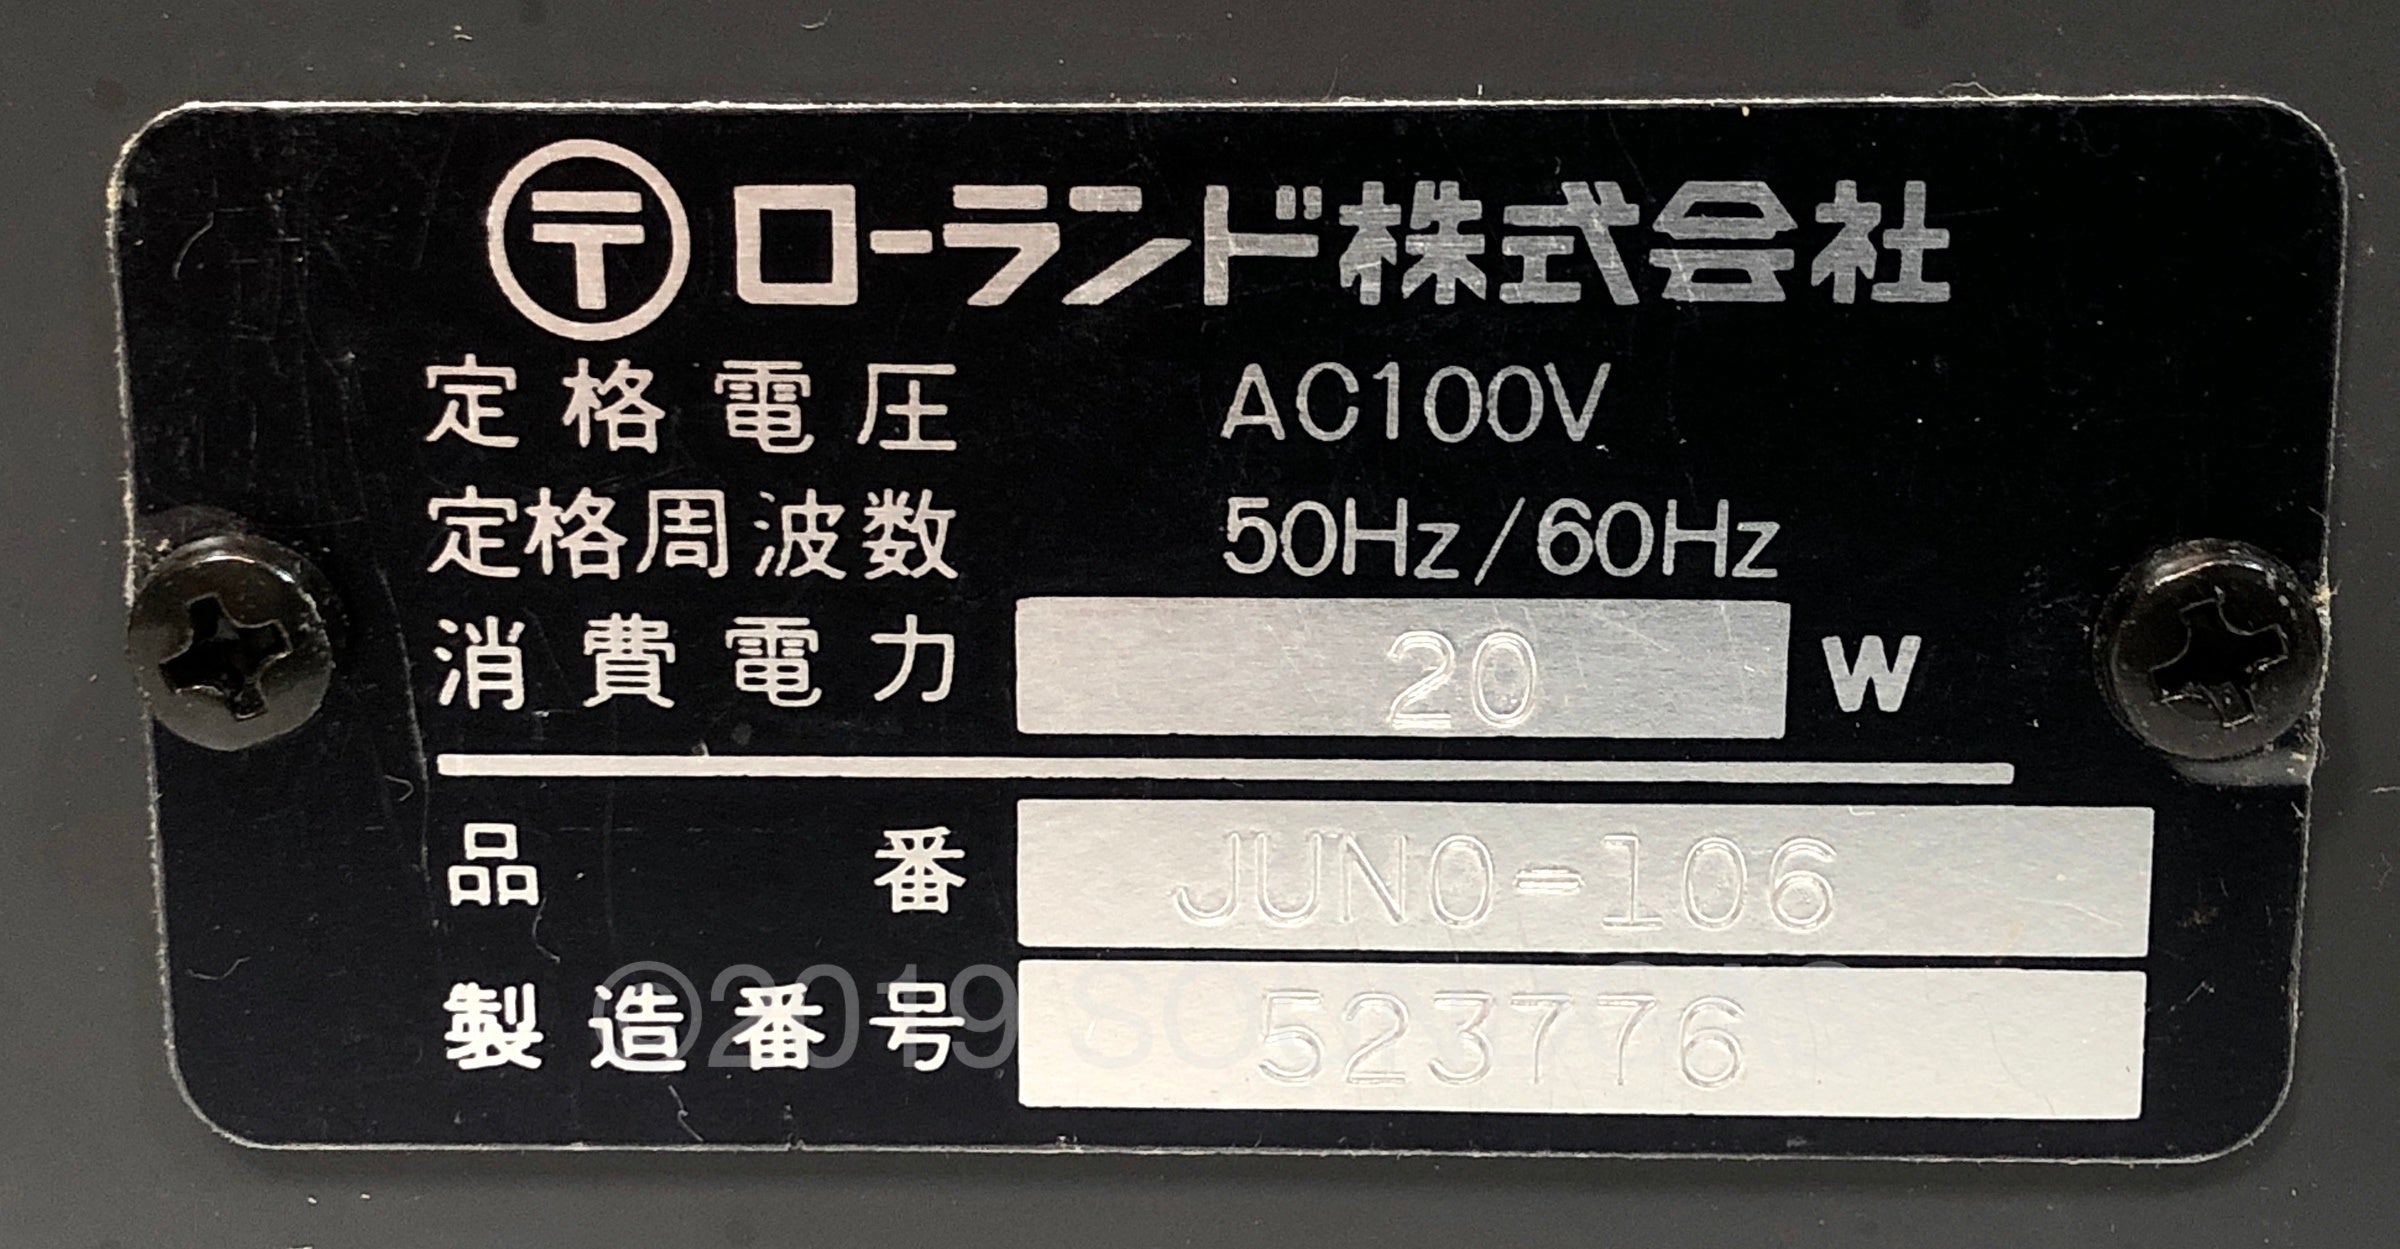 〒 ローランド株式会社
定格電圧 AC100V
定格周波数 50Hz/60Hz
消費電力 20 W
品番 JUNO-106
製造番号 523776
©2019